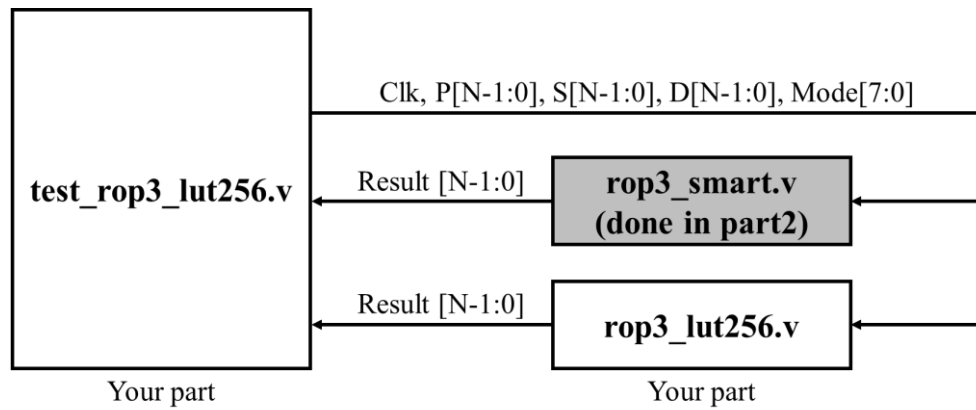 Clk, P[N-1:0], S[N-1:0], D[N-1:0], Mode[7:0]
test_rop3_lut256.v
Result [N-1:0]
rop3_smart.v
(done in part2)
Result [N-1:0]
rop3_lut256.v
Your part
Your part